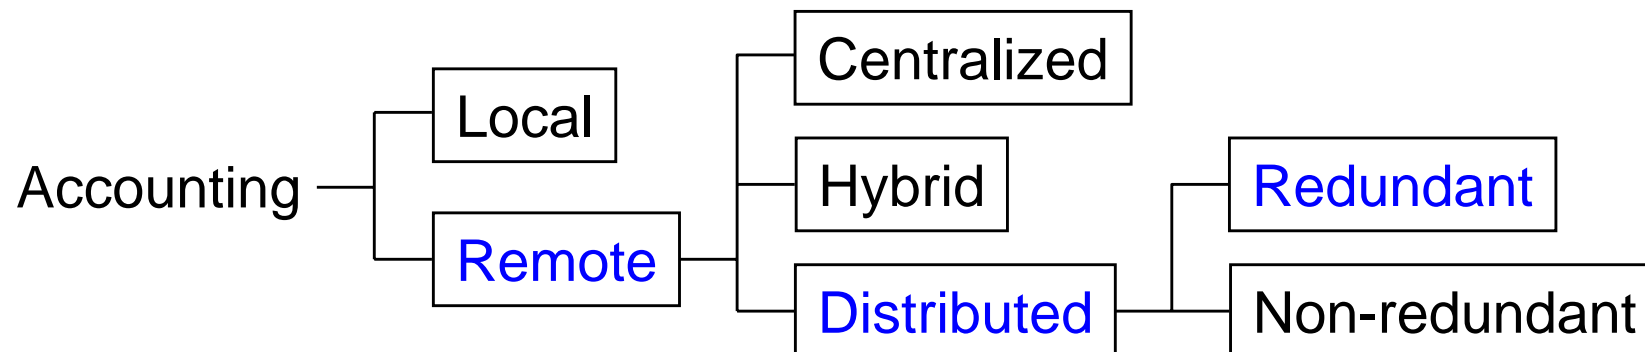 Accounting
Local
Remote
Centralized
Hybrid
Distributed
Redundant
Non-redundant